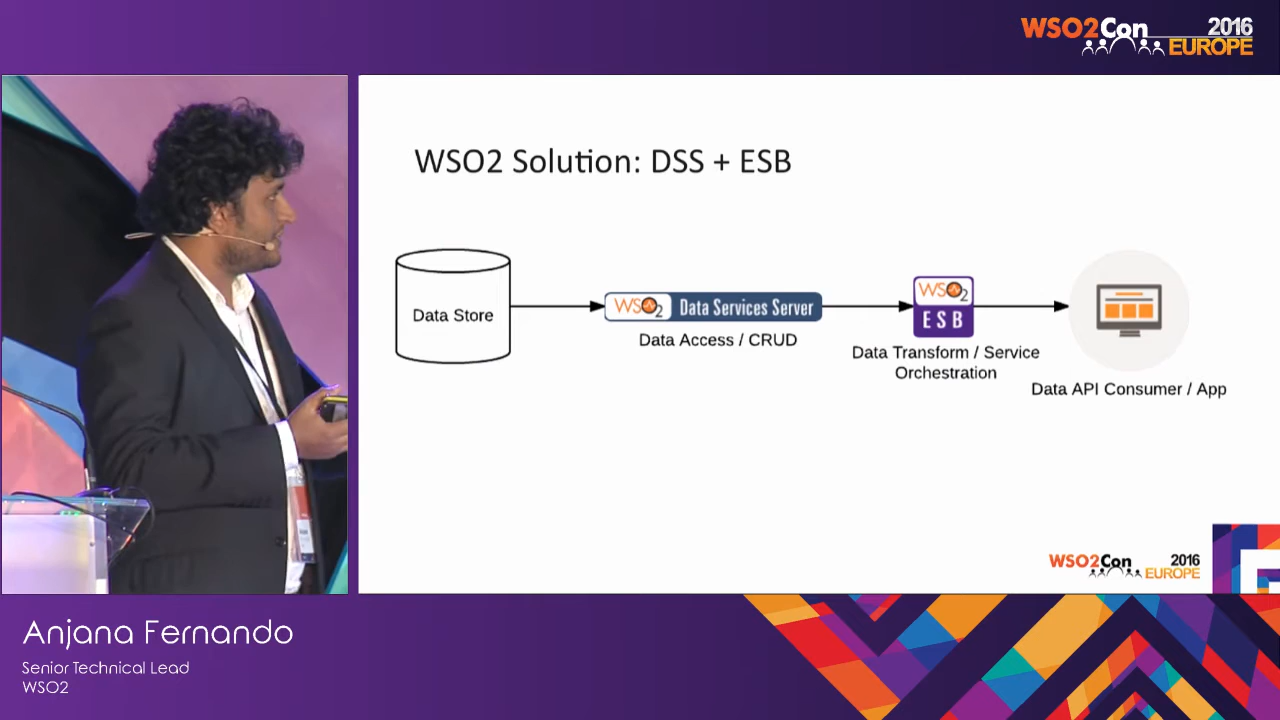 WSO2Con 2016
EUROPE
WSO2 Solution: DSS + ESB
Data Store
WSO2 Data Services Server
Data Access / CRUD
WSO2
ESB
Data Transform / Service
Orchestration
Data API Consumer / App
WSO2Con 2016
EUROPE
Anjana Fernando
Senior Technical Lead
WSO2